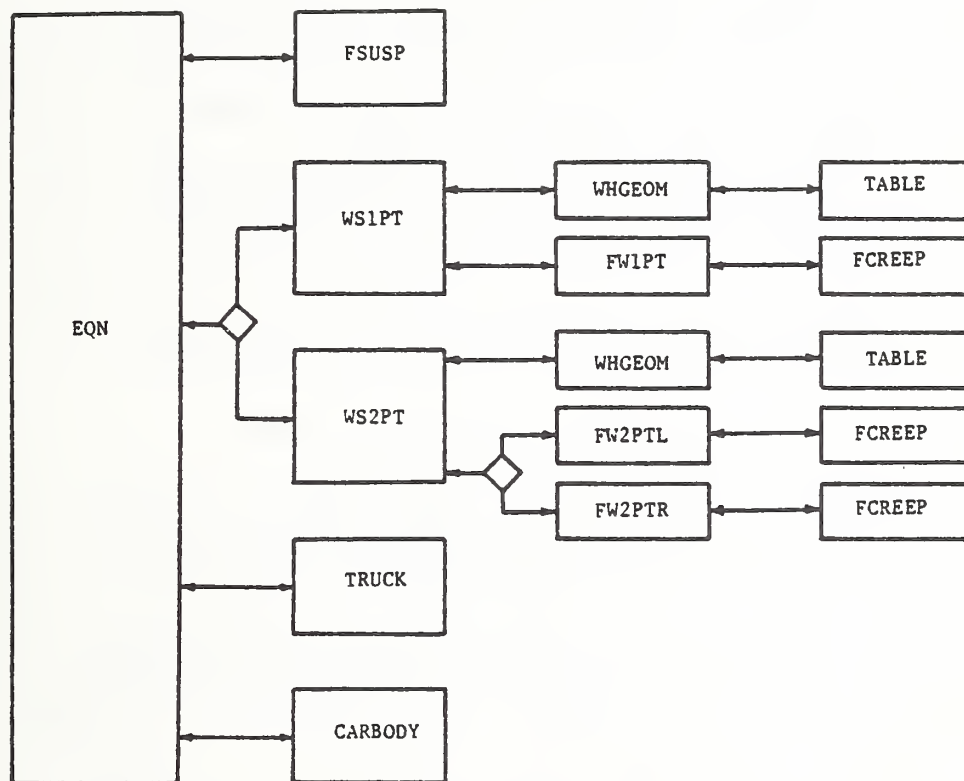 FSUSP
WS1PT
WHGEOM
TABLE
FW1PT
FCREEP
EQN
WS2PT
WHGEOM
TABLE
FW2PTL
FCREEP
FW2PTR
FCREEP
TRUCK
CARBODY